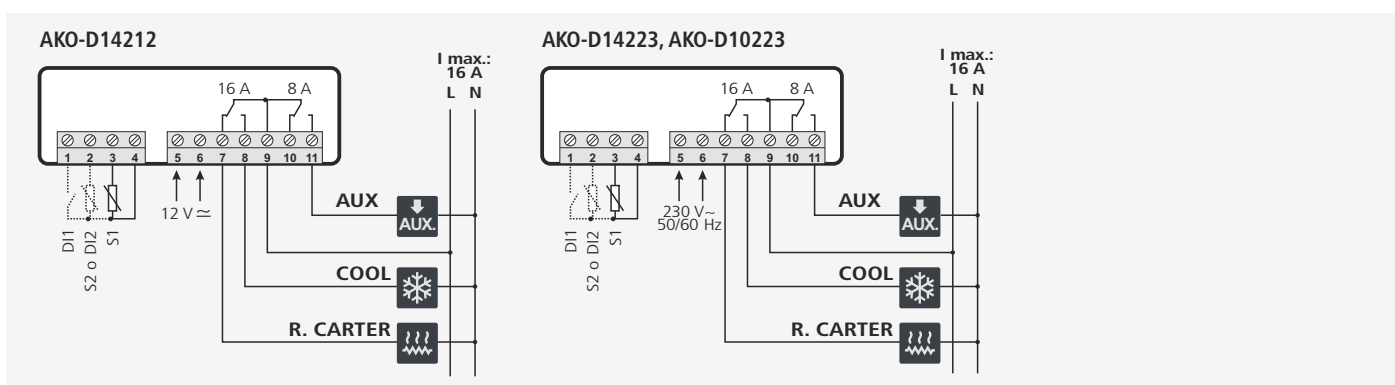 AKO-D14212
I max.:
16 A
L N
16 A 8 A
1 2 3 4 5 6 7 8 9 10 11
12 V ≂
AUX
AUX.
DI1
S2 o DI2
S1
COOL
R. CARTER
AKO-D14223, AKO-D10223
I max.:
16 A
L N
16 A 8 A
1 2 3 4 5 6 7 8 9 10 11
230 V~
50/60 Hz
AUX
AUX.
DI1
S2 o DI2
S1
COOL
R. CARTER